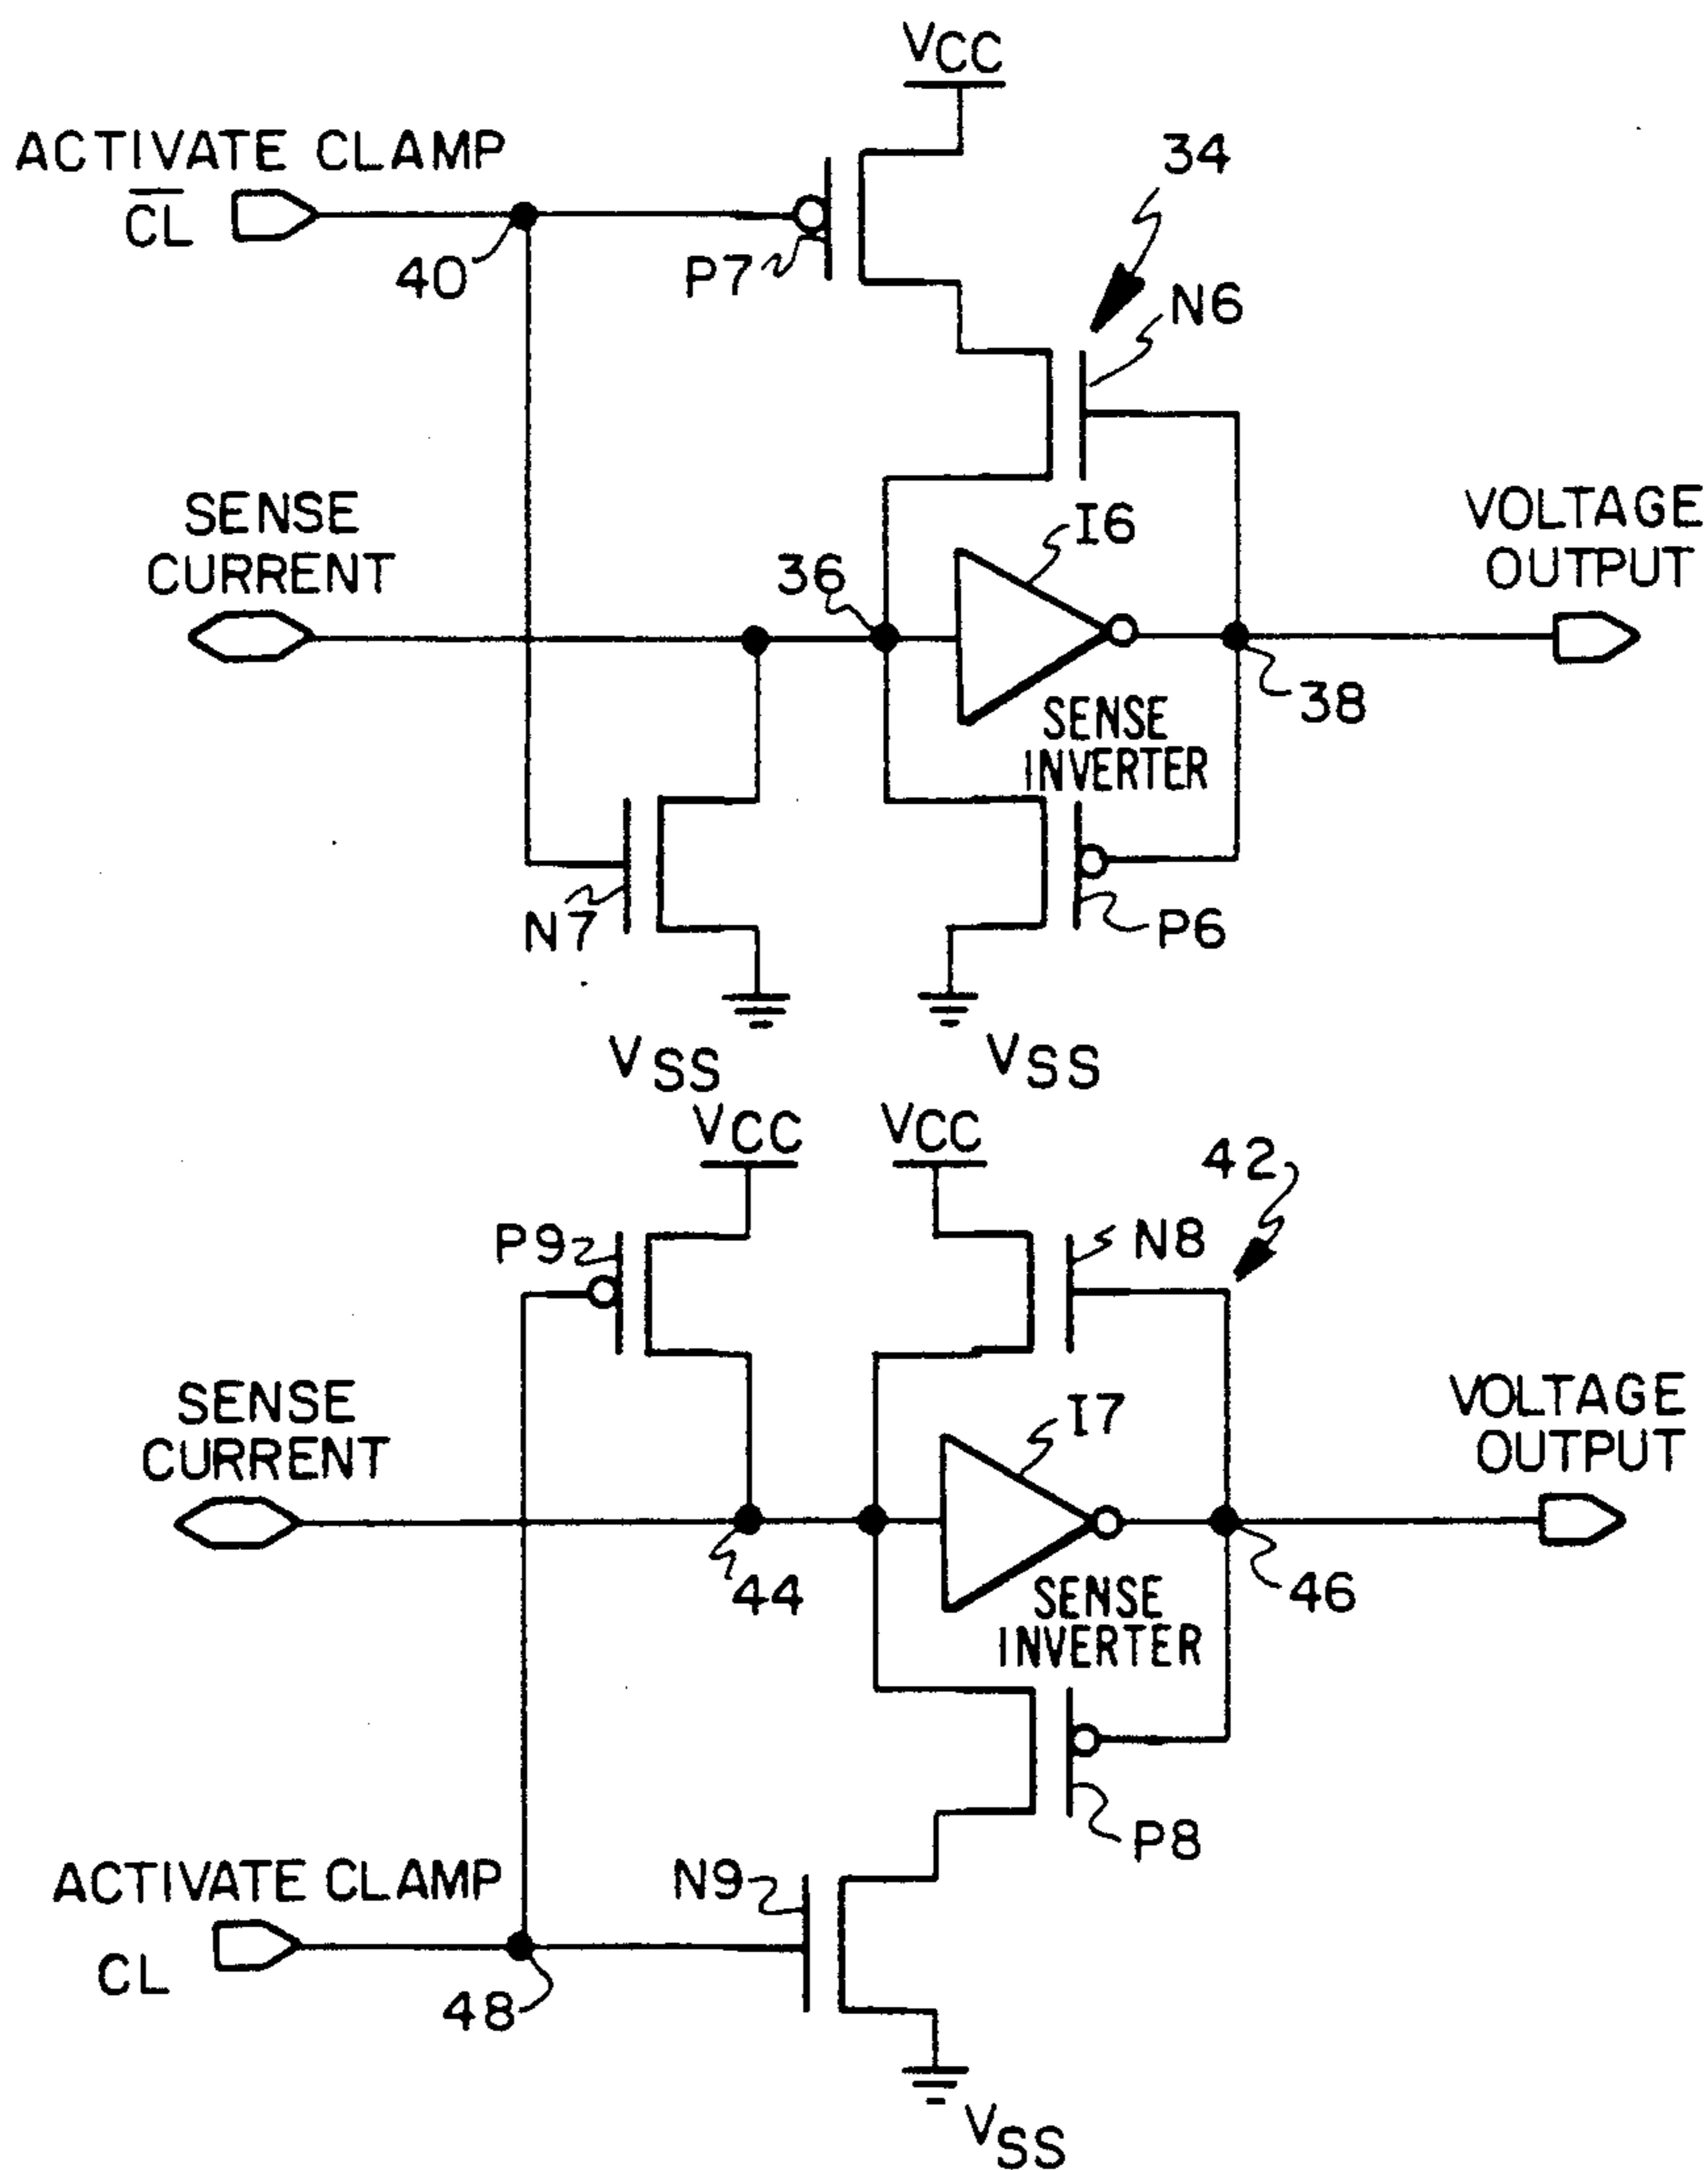 VCC
ACTIVATE CLAMP
34
CL
40
P7
N6
SENSE
CURRENT
I6
VOLTAGE
OUTPUT
36
38
SENSE
INVERTER
N7
P6
VSS
VSS
VCC
VCC
42
P9
N8
SENSE
CURRENT
I7
VOLTAGE
OUTPUT
44
46
SENSE
INVERTER
P8
ACTIVATE CLAMP
N9
CL
48
VSS